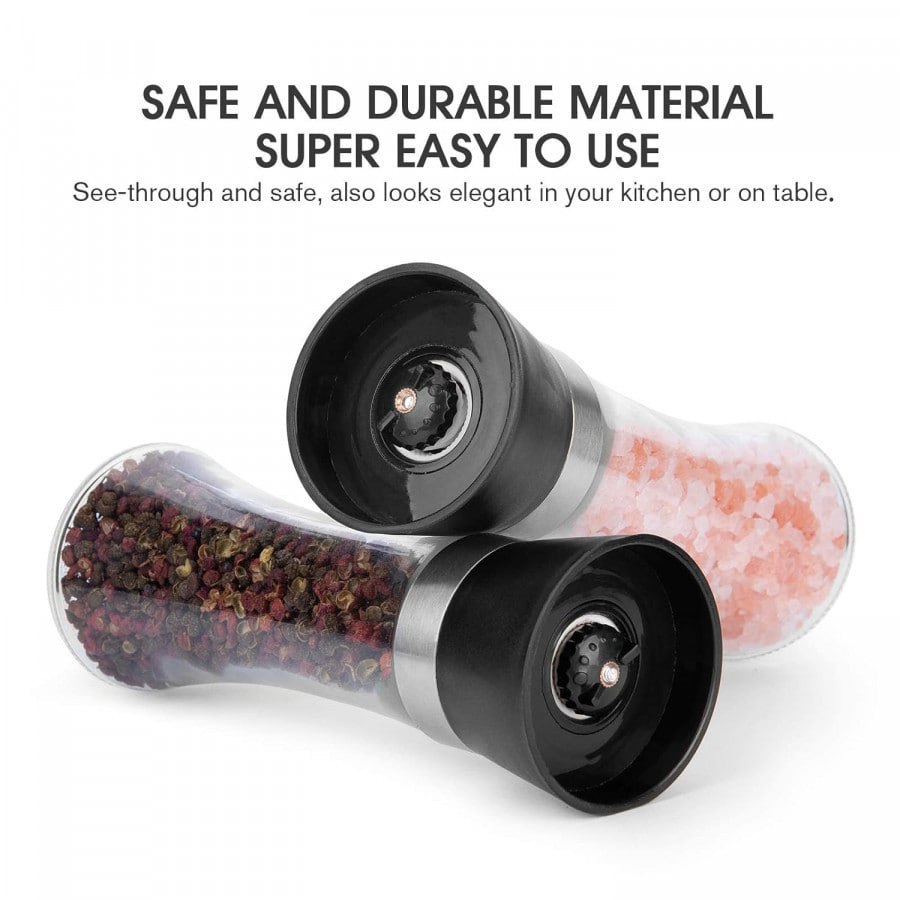 SAFE AND DURABLE MATERIAL
SUPER EASY TO USE
See-through and safe, also looks elegant in your kitchen or on table.